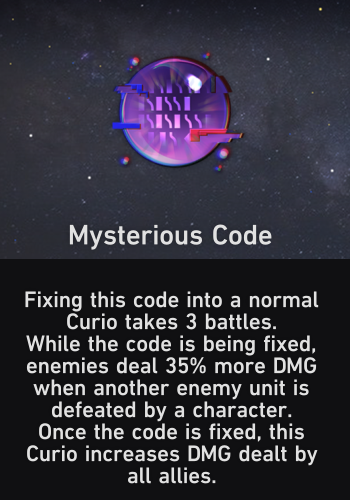 Mysterious Code
Fixing this code into a normal
Curio takes 3 battles.
While the code is being fixed,
enemies deal 35% more DMG
when another enemy unit is
defeated by a character.
Once the code is fixed, this
Curio increases DMG dealt by
all allies.